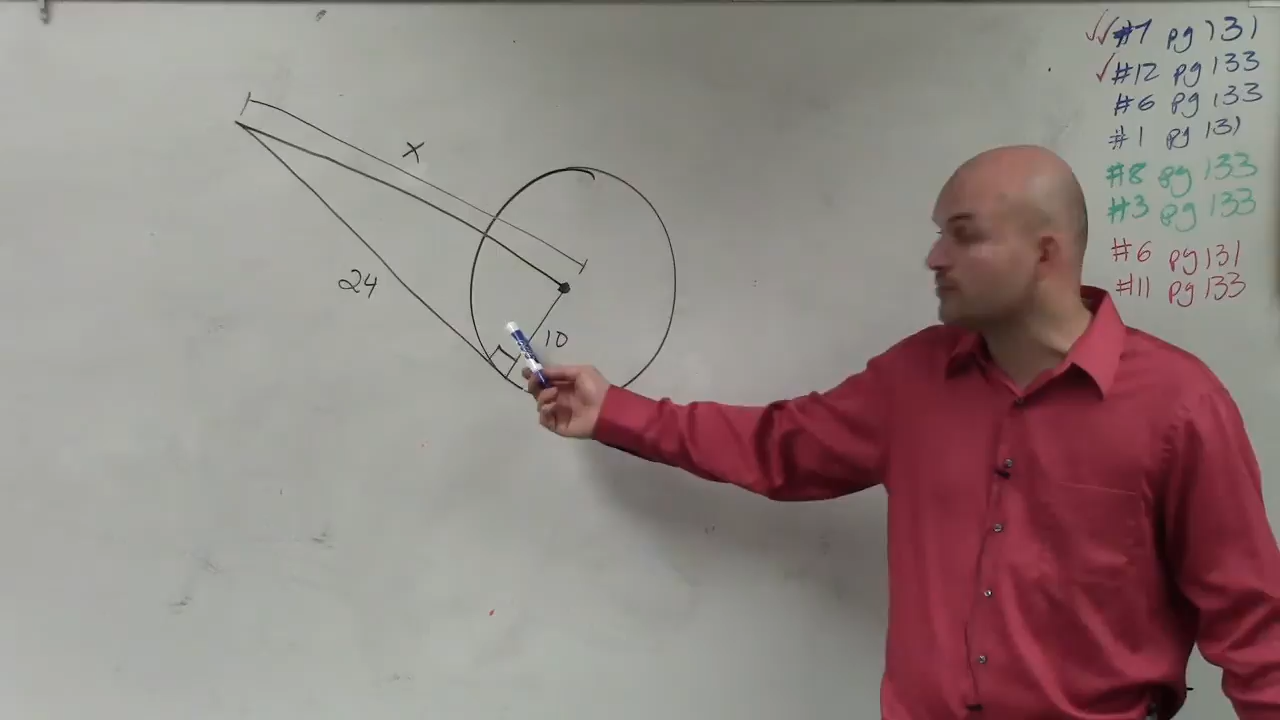 x
24
10
#7 pg 131
#12 pg 133
#6 pg 133
#1 pg 131
#8 pg 133
#3 pg 133
#6 pg 131
#11 pg 133